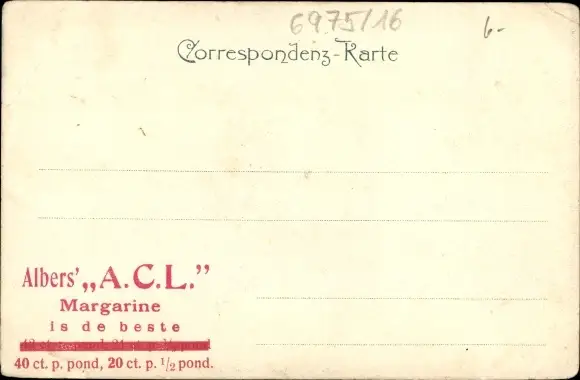 6975/16
6-
Correspondenz-Karte
Albers' „A.C.L.”
Margarine
is de beste
40 ct. p. pond, 20 ct. p. 1/2 pond.